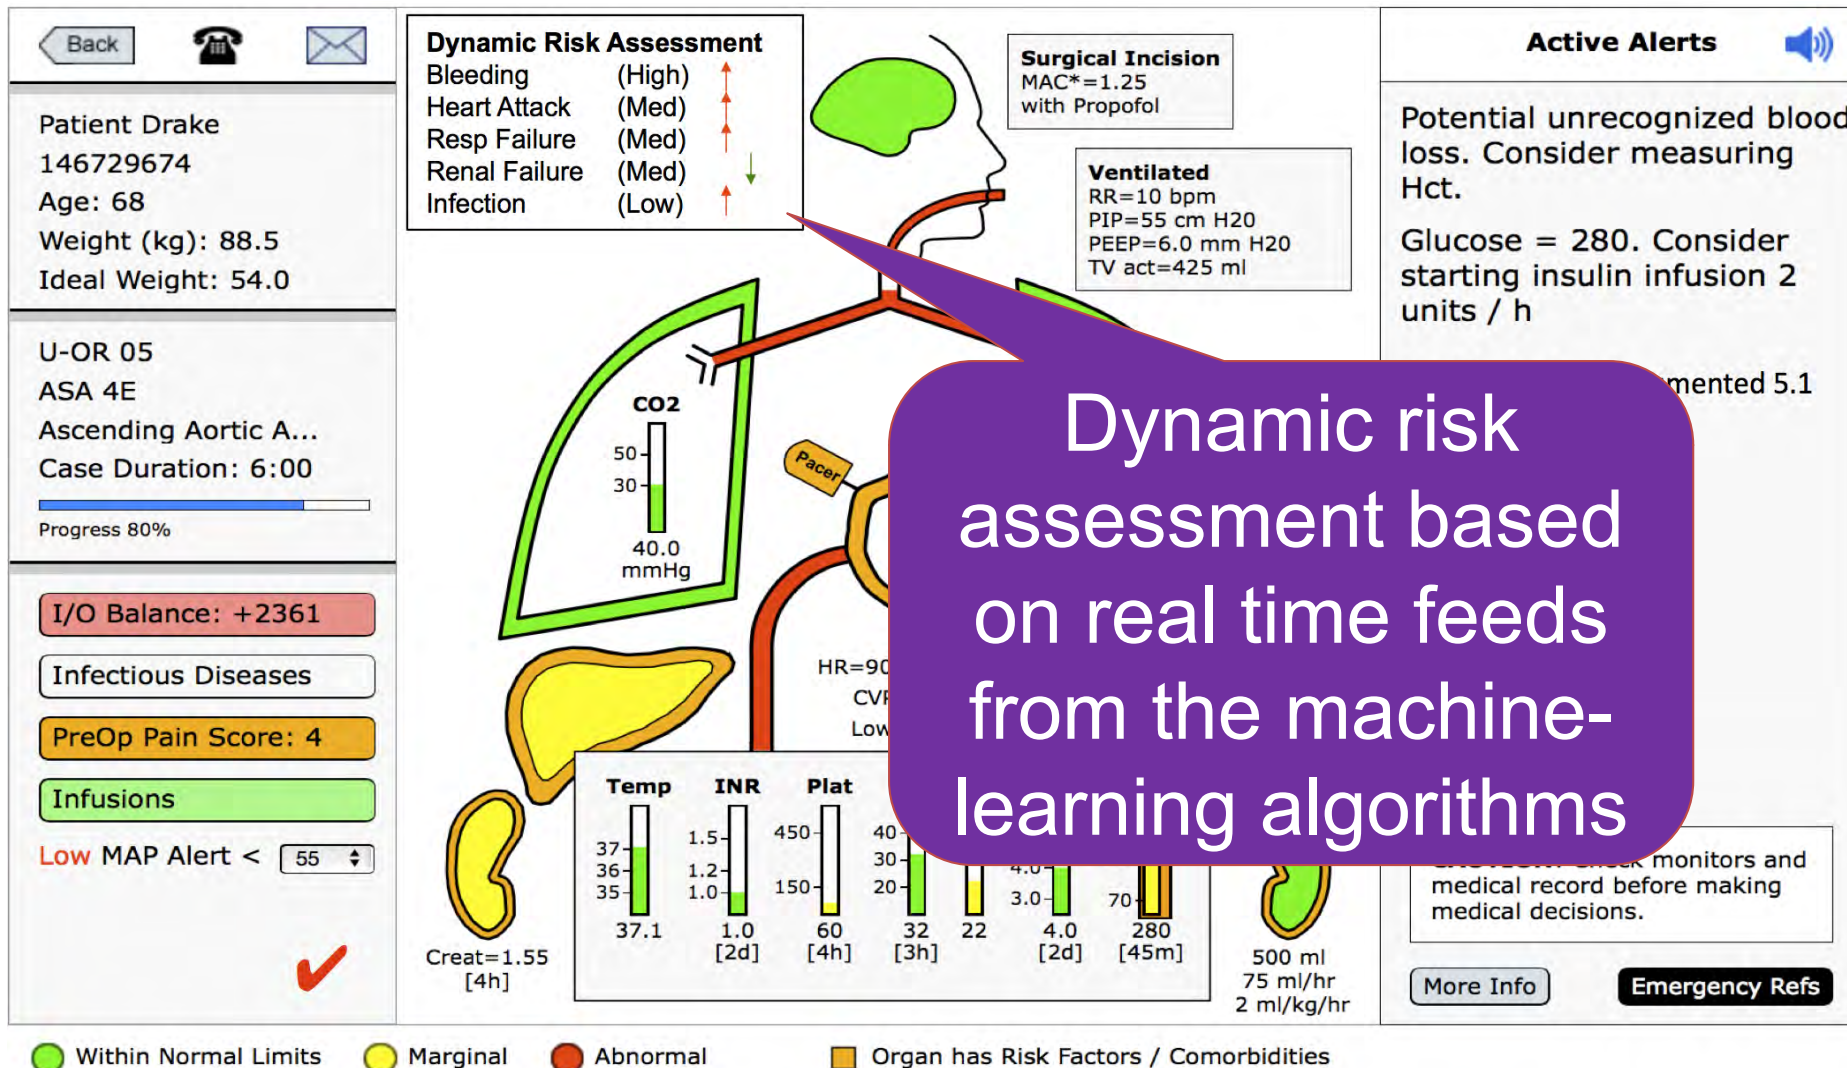 Back
Patient Drake
146729674
Age: 68
Weight (kg): 88.5
Ideal Weight: 54.0
U-OR 05
ASA 4E
Ascending Aortic A...
Case Duration: 6:00
Progress 80%
I/O Balance: +2361
Infectious Diseases
PreOp Pain Score: 4
Infusions
Low MAP Alert < 55
Dynamic Risk Assessment
Bleeding (High)
Heart Attack (Med)
Resp Failure (Med)
Renal Failure (Med)
Infection (Low)
Surgical Incision
MAC*=1.25
with Propofol
Ventilated
RR=10 bpm
PIP=55 cm H20
PEEP=6.0 mm H20
TV act=425 ml
CO2
50
30
40.0
mmHg
Pacer
HR=90
Low
Dynamic risk
assessment based
on real time feeds
from the machine-
learning algorithms
Temp INR Plat
37 1.5 450 40
36 1.2 30
35 1.0 150 20 3.0 70
37.1 1.0 60 32 22 4.0 280
[2d] [4h] [3h] [2d] [45m]
Creat=1.55
[4h]
500 ml
75 ml/hr
2 ml/kg/hr
Active Alerts
Potential unrecognized blood
loss. Consider measuring
Hct.
Glucose = 280. Consider
starting insulin infusion 2
units / h
mented 5.1
monitors and
medical record before making
medical decisions.
More Info
Emergency Refs
Within Normal Limits
Marginal
Abnormal
Organ has Risk Factors / Comorbidities